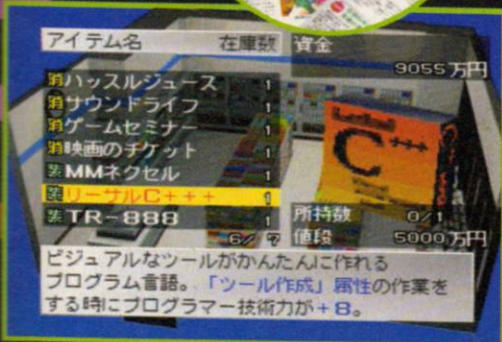 アイテム名 在庫数 資金
9055万円
消ハッスルジュース 1
消サウンドライフ 1
消ゲームセミナー 1
消映画のチケット 1
装MMネクセル 1
装リーサルC+++ 1
装TR-888 1
6/ 7
C+++
所持数 0/1
値段 5000万円
ビジュアルなツールがかんたんに作れる
プログラム言語。、「ツール作成」属性の作業を
する時にプログラマー技術力が+8。